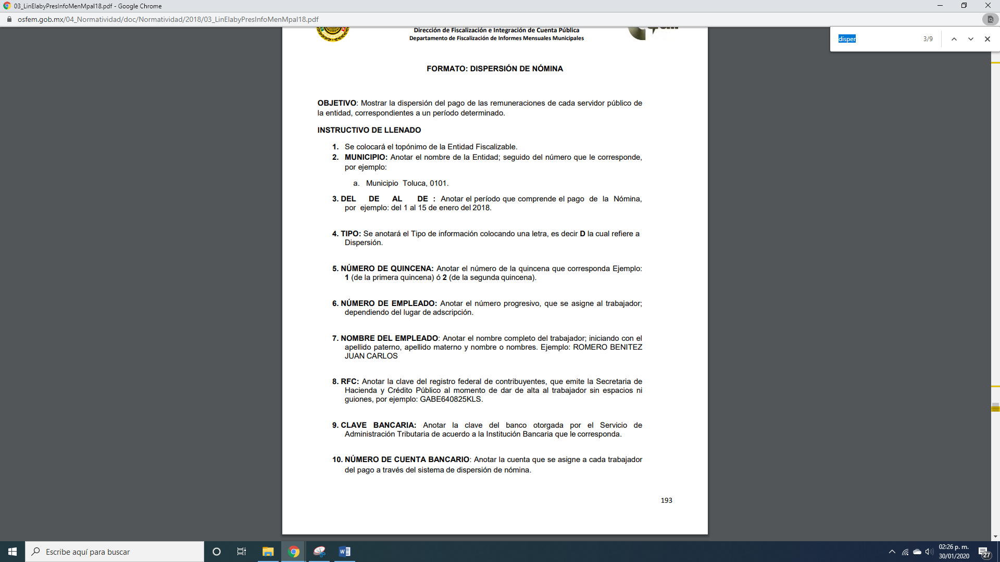 03_LinElabyPresInfoMenMpal18.pdf - Google Chrome
osfem.gob.mx/04_Normatividad/doc/Normatividad/2018/03_LinElabyPresInfoMenMpal18.pdf
disper 3/9
Dirección de Fiscalización e Integración de Cuenta Pública
Departamento de Fiscalización de Informes Mensuales Municipales
FORMATO: DISPERSIÓN DE NÓMINA
OBJETIVO: Mostrar la dispersión del pago de las remuneraciones de cada servidor público de
la entidad, correspondientes a un período determinado.
INSTRUCTIVO DE LLENADO
1. Se colocará el topónimo de la Entidad Fiscalizable.
2. MUNICIPIO: Anotar el nombre de la Entidad; seguido del número que le corresponde,
por ejemplo:
a. Municipio Toluca, 0101.
3. DEL DE AL DE : Anotar el período que comprende el pago de la Nómina,
por ejemplo: del 1 al 15 de enero del 2018.
4. TIPO: Se anotará el Tipo de información colocando una letra, es decir D la cual refiere a
Dispersión.
5. NÚMERO DE QUINCENA: Anotar el número de la quincena que corresponda Ejemplo:
1 (de la primera quincena) ó 2 (de la segunda quincena).
6. NÚMERO DE EMPLEADO: Anotar el número progresivo, que se asigne al trabajador;
dependiendo del lugar de adscripción.
7. NOMBRE DEL EMPLEADO: Anotar el nombre completo del trabajador; iniciando con el
apellido paterno, apellido materno y nombre o nombres. Ejemplo: ROMERO BENITEZ
JUAN CARLOS
8. RFC: Anotar la clave del registro federal de contribuyentes, que emite la Secretaria de
Hacienda y Crédito Público al momento de dar de alta al trabajador sin espacios ni
guiones, por ejemplo: GABE640825KLS.
9. CLAVE BANCARIA: Anotar la clave del banco otorgada por el Servicio de
Administración Tributaria de acuerdo a la Institución Bancaria que le corresponda.
10. NÚMERO DE CUENTA BANCARIO: Anotar la cuenta que se asigne a cada trabajador
del pago a través del sistema de dispersión de nómina.
193
Escribe aquí para buscar
02:26 p. m.
30/01/2020
27